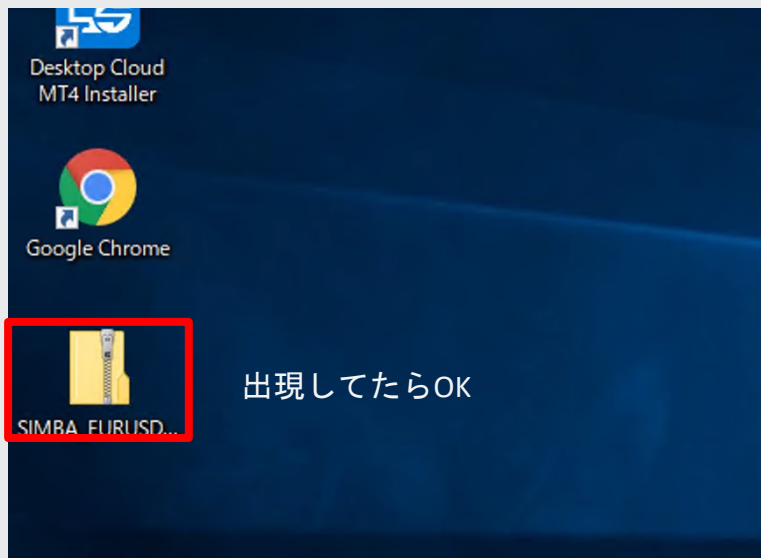 Desktop Cloud
MT4 Installer
Google Chrome
出現してたらOK
SIMBA_EURUSD...